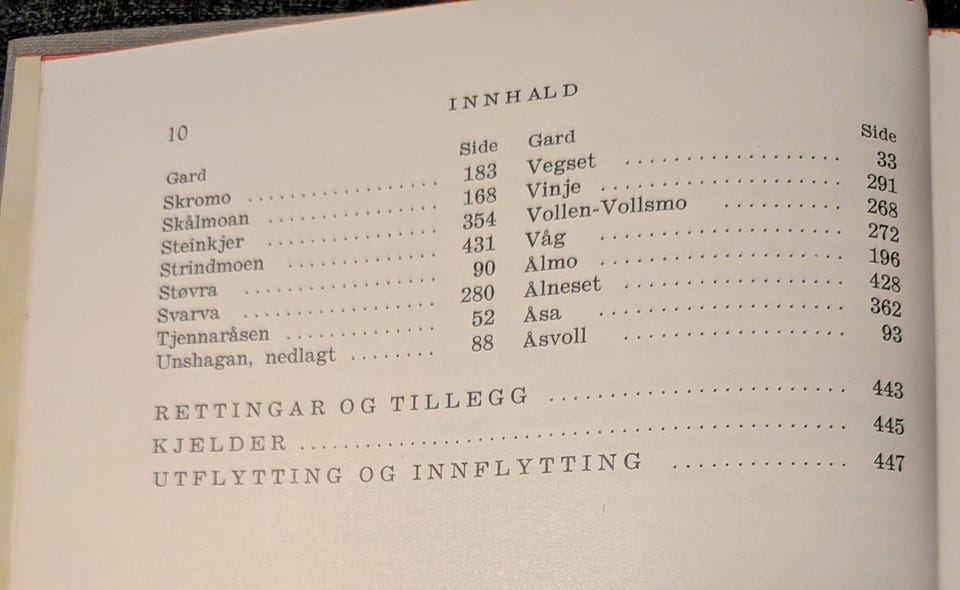 INNHALD
10
Gard Side
Skromo 183
Skålmoan 168
Steinkjer 354
Strindmoen 431
Støvra 90
Svarva 280
Tjennaråsen 52
Unshagan, nedlagt 88
Gard Side
Vegset 33
Vinje 291
Vollen-Vollsmo 268
Våg 272
Ålmo 196
Ålneset 428
Åsa 362
Åsvoll 93
RETTINGAR OG TILLEGG 443
KJELDER 445
UTFLYTTING OG INNFLYTTING 447